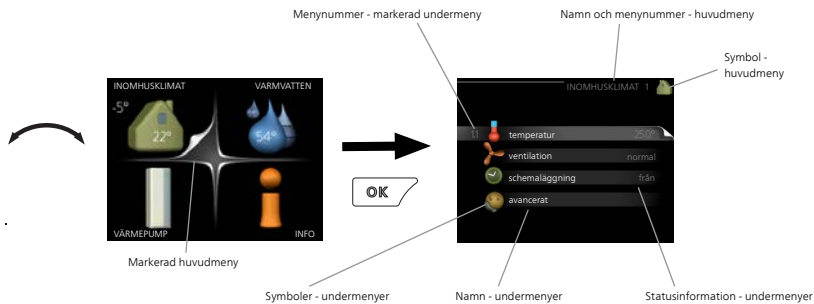 Menynummer - markerad undermeny
Namn och menynummer - huvudmeny
Symbol -
huvudmeny
INOMHUSKLIMAT
VARMVATTEN
-5°
22°
54°
VÄRMEPUMP
INFO
Markerad huvudmeny
OK
INOMHUSKLIMAT 1
1.1 temperatur 25.0°
ventilation normal
schemaläggning från
avancerat
Symboler - undermenyer
Namn - undermenyer
Statusinformation - undermenyer